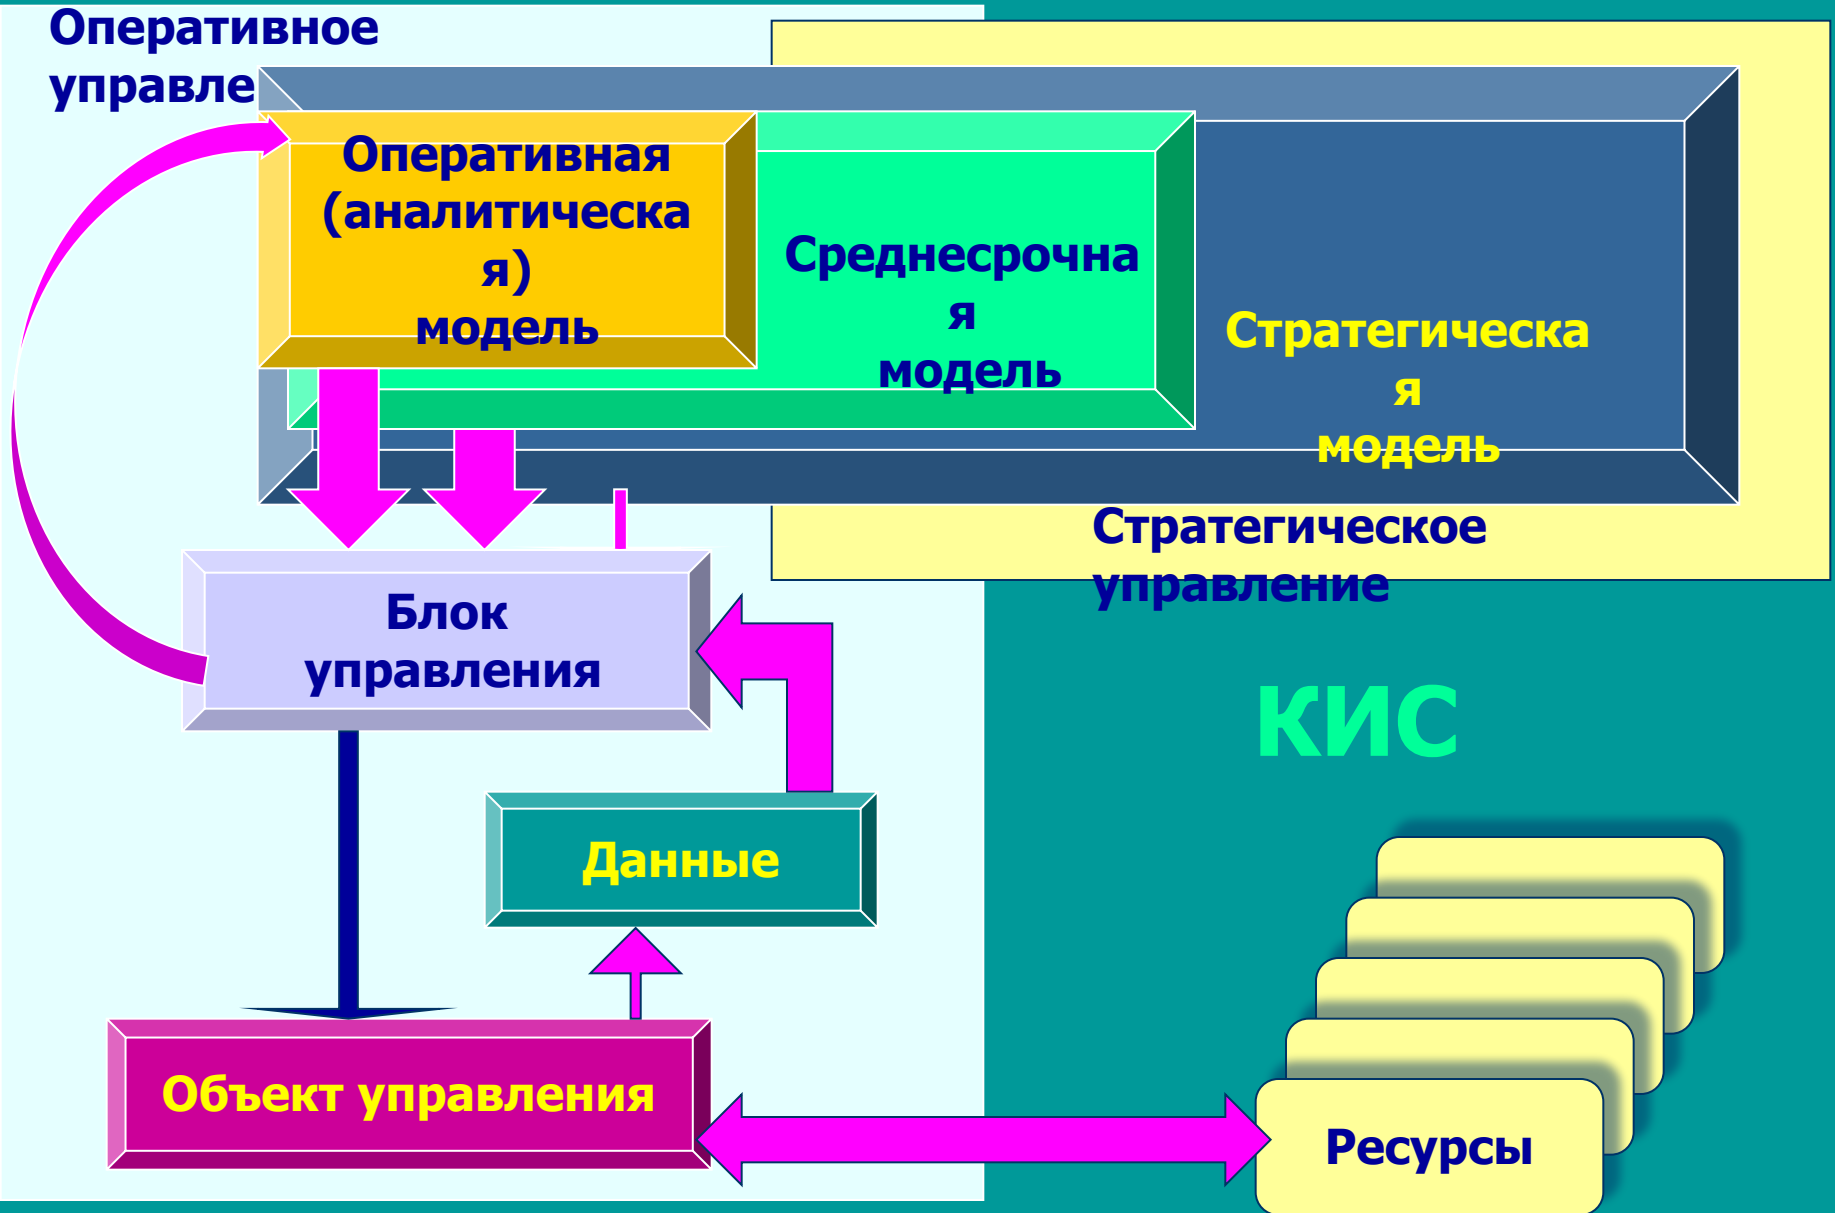 Оперативное
управле
Оперативная
(аналитическа
я)
модель
Среднесрочна
я
модель
Стратегическа
я
модель
Стратегическое
управление
Блок
управления
КИС
Данные
Объект управления
Ресурсы